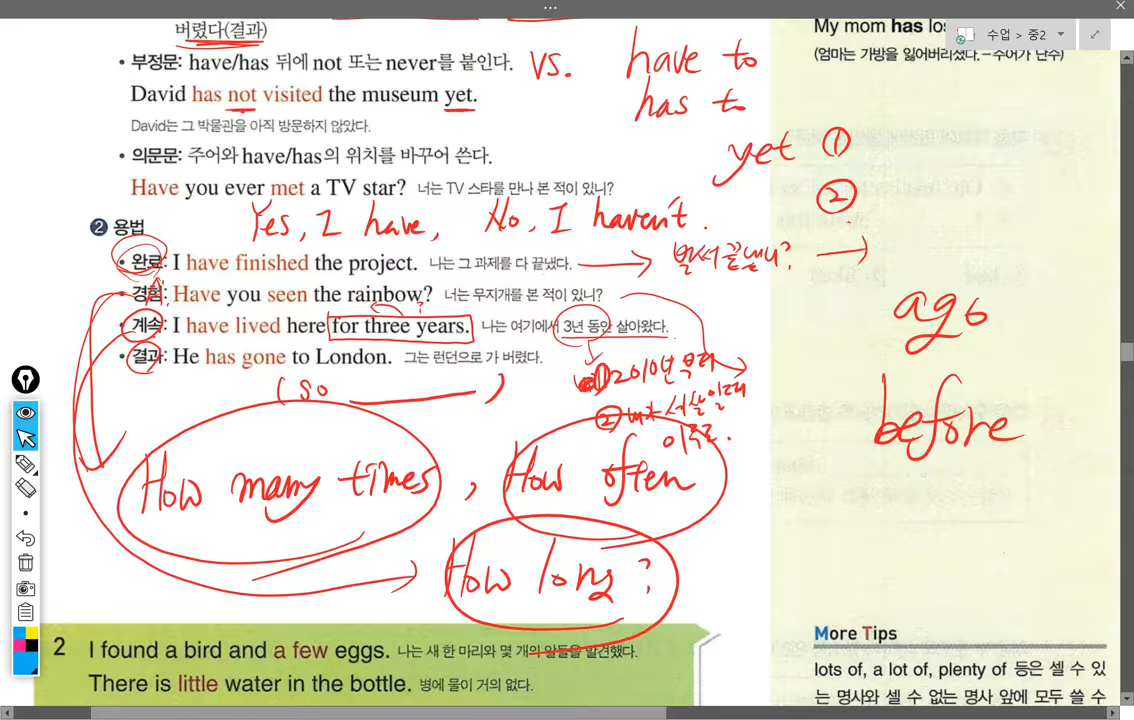 버렸다(결과)
• 부정문: have/has 뒤에 not 또는 never를 붙인다.
David has not visited the museum yet.
David는 그 박물관을 아직 방문하지 않았다.
• 의문문: 주어와 have/has의 위치를 바꾸어 쓴다.
Have you ever met a TV star? 너는 TV 스타를 만나 본 적이 있니?
Yes, I have, No, I haven't.
2 용법
• 완료: I have finished the project. 나는 그 과제를 다 끝냈다.
벌써 끝냈니?
• 경험: Have you seen the rainbow? 너는 무지개를 본 적이 있니?
• 계속: I have lived here for three years. 나는 여기에서 3년 동안 살아왔다.
• 결과: He has gone to London. 그는 런던으로 가 버렸다.
(so )
① 2010년 부터
② 내가 세살일때
이후로.
How many times, How often
How long?
vs. have to
has to
yet ①
②
ago
before
2 I found a bird and a few eggs. 나는 새 한 마리와 몇 개의 알들을 발견했다.
There is little water in the bottle. 병에 물이 거의 없다.
My mom has los
(엄마는 가방을 잃어버리셨다.－주어가 단수)
수업 > 중2
More Tips
lots of, a lot of, plenty of 등은 셀 수 있
는 명사와 셀 수 없는 명사 앞에 모두 쓸 수